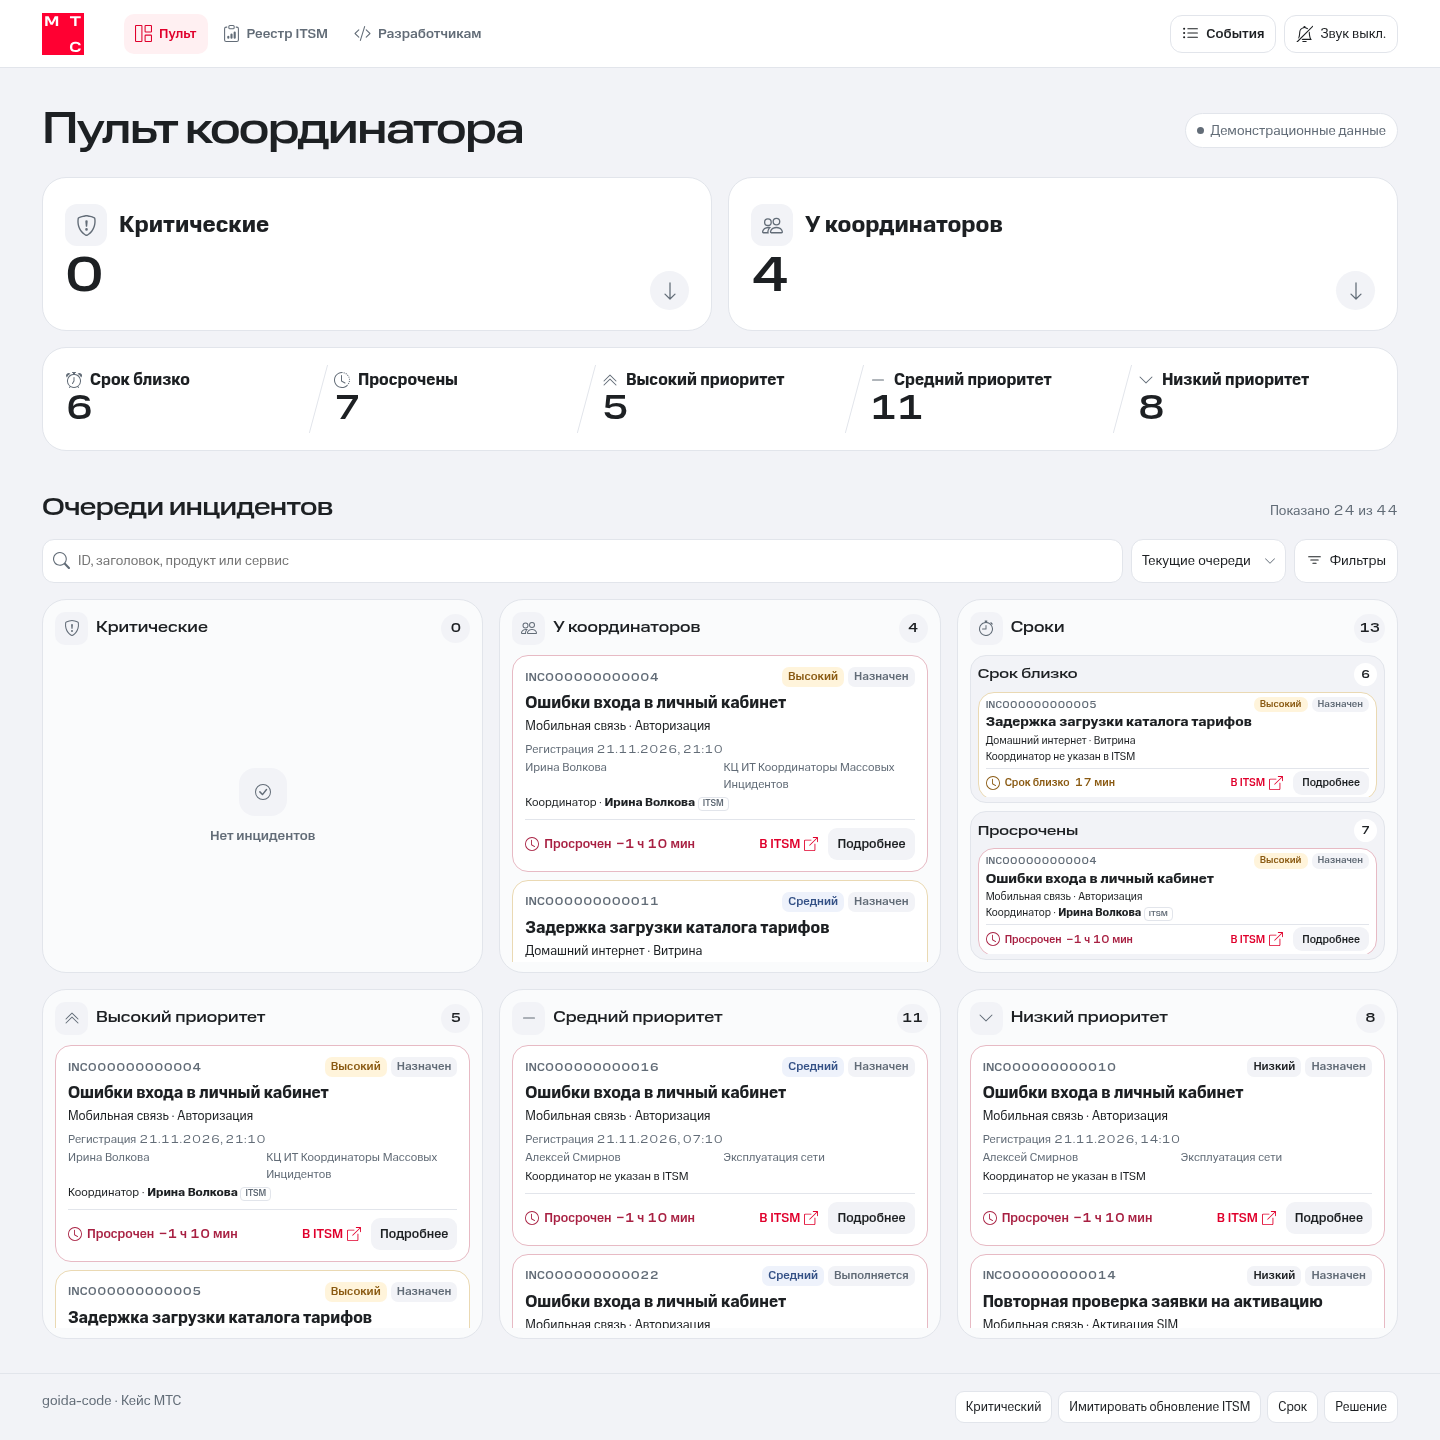 МТС
Пульт
Реестр ITSM
Разработчикам
События
Звук выкл.
Пульт координатора
Демонстрационные данные
Критические
0
У координаторов
4
Срок близко
6
Просрочены
7
Высокий приоритет
5
Средний приоритет
11
Низкий приоритет
8
Очереди инцидентов
Показано 24 из 44
ID, заголовок, продукт или сервис
Текущие очереди
Фильтры
Критические 0
Нет инцидентов
У координаторов 4
INC000000000004 Высокий Назначен
Ошибки входа в личный кабинет
Мобильная связь · Авторизация
Регистрация 21.11.2026, 21:10
Ирина Волкова КЦ ИТ Координаторы Массовых
Инцидентов
Координатор · Ирина Волкова ITSM
Просрочен −1 ч 10 мин В ITSM Подробнее
INC000000000011 Средний Назначен
Задержка загрузки каталога тарифов
Домашний интернет · Витрина
Сроки 13
Срок близко 6
INC000000000005 Высокий Назначен
Задержка загрузки каталога тарифов
Домашний интернет · Витрина
Координатор не указан в ITSM
Срок близко 17 мин В ITSM Подробнее
Просрочены 7
INC000000000004 Высокий Назначен
Ошибки входа в личный кабинет
Мобильная связь · Авторизация
Координатор · Ирина Волкова ITSM
Просрочен −1 ч 10 мин В ITSM Подробнее
Высокий приоритет 5
INC000000000004 Высокий Назначен
Ошибки входа в личный кабинет
Мобильная связь · Авторизация
Регистрация 21.11.2026, 21:10
Ирина Волкова КЦ ИТ Координаторы Массовых
Инцидентов
Координатор · Ирина Волкова ITSM
Просрочен −1 ч 10 мин В ITSM Подробнее
INC000000000005 Высокий Назначен
Задержка загрузки каталога тарифов
Средний приоритет 11
INC000000000016 Средний Назначен
Ошибки входа в личный кабинет
Мобильная связь · Авторизация
Регистрация 21.11.2026, 07:10
Алексей Смирнов Эксплуатация сети
Координатор не указан в ITSM
Просрочен −1 ч 10 мин В ITSM Подробнее
INC000000000022 Средний Выполняется
Ошибки входа в личный кабинет
Мобильная связь · Авторизация
Низкий приоритет 8
INC000000000010 Низкий Назначен
Ошибки входа в личный кабинет
Мобильная связь · Авторизация
Регистрация 21.11.2026, 14:10
Алексей Смирнов Эксплуатация сети
Координатор не указан в ITSM
Просрочен −1 ч 10 мин В ITSM Подробнее
INC000000000014 Низкий Назначен
Повторная проверка заявки на активацию
Мобильная связь · Активация SIM
goida-code · Кейс МТС
Критический
Имитировать обновление ITSM
Срок
Решение